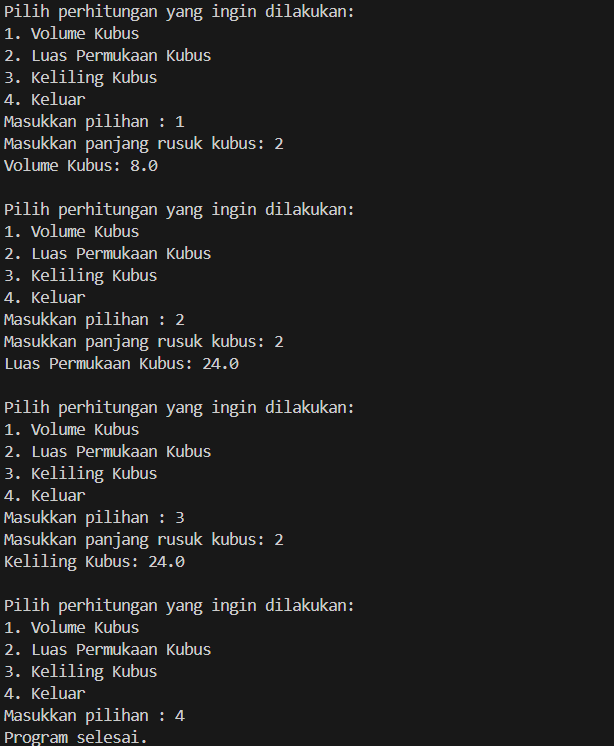 Pilih perhitungan yang ingin dilakukan:
1. Volume Kubus
2. Luas Permukaan Kubus
3. Keliling Kubus
4. Keluar
Masukkan pilihan : 1
Masukkan panjang rusuk kubus: 2
Volume Kubus: 8.0

Pilih perhitungan yang ingin dilakukan:
1. Volume Kubus
2. Luas Permukaan Kubus
3. Keliling Kubus
4. Keluar
Masukkan pilihan : 2
Masukkan panjang rusuk kubus: 2
Luas Permukaan Kubus: 24.0

Pilih perhitungan yang ingin dilakukan:
1. Volume Kubus
2. Luas Permukaan Kubus
3. Keliling Kubus
4. Keluar
Masukkan pilihan : 3
Masukkan panjang rusuk kubus: 2
Keliling Kubus: 24.0

Pilih perhitungan yang ingin dilakukan:
1. Volume Kubus
2. Luas Permukaan Kubus
3. Keliling Kubus
4. Keluar
Masukkan pilihan : 4
Program selesai.